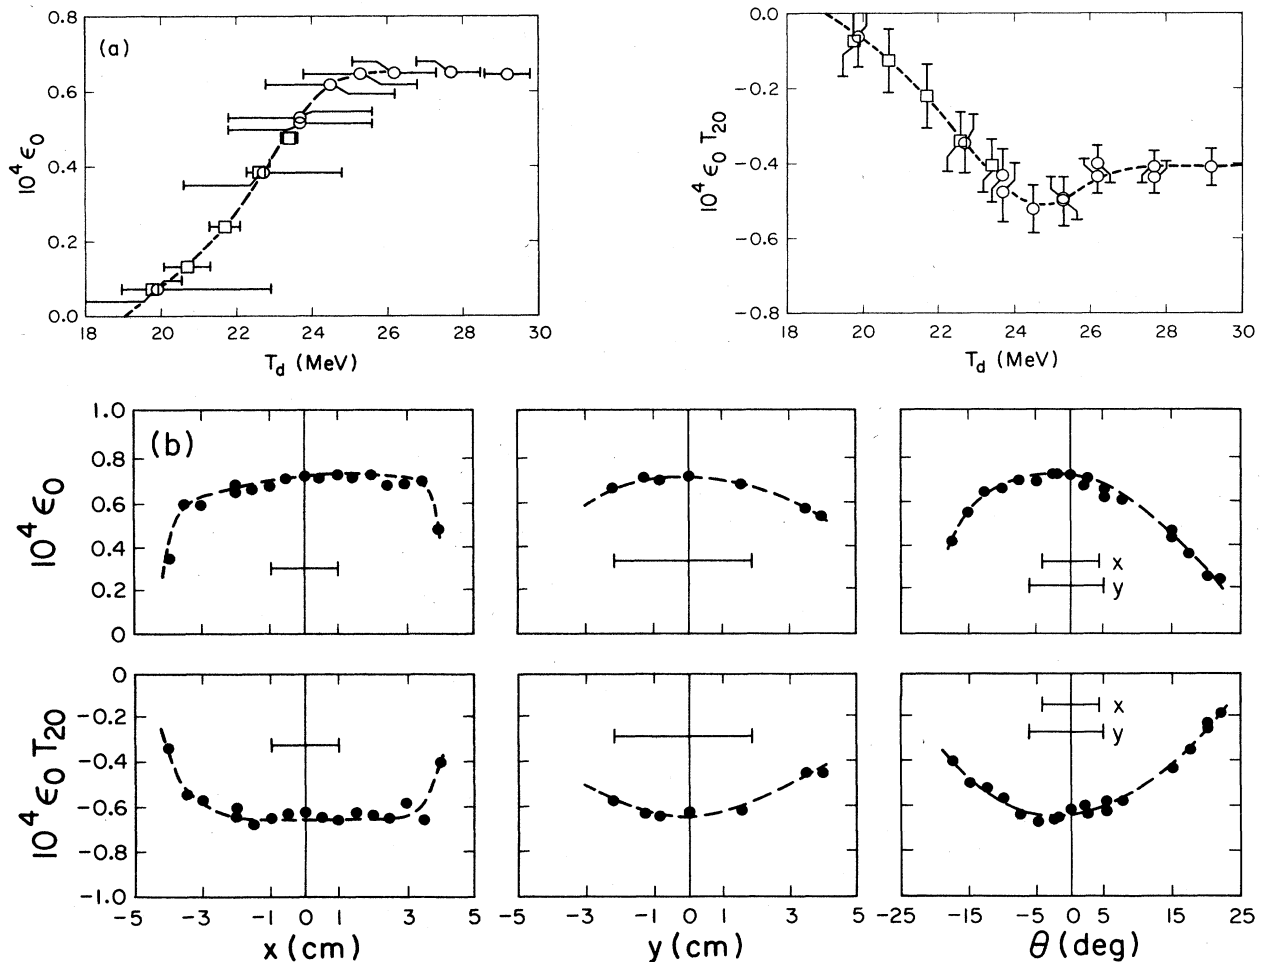 (a)
10⁴ ϵ₀
0.8
0.6
0.4
0.2
0.0
18 20 22 24 26 28 30
T_d (MeV)
10⁴ ϵ₀ T₂₀
0.0
−0.2
−0.4
−0.6
−0.8
18 20 22 24 26 28 30
T_d (MeV)
(b)
10⁴ ϵ₀
1.0
0.8
0.6
0.4
0.2
0
x
y
10⁴ ϵ₀ T₂₀
0
−0.2
−0.4
−0.6
−0.8
−1.0
x
y
−5 −3 −1 0 1 3 5
x (cm)
−5 −3 −1 0 1 3 5
y (cm)
−25 −15 −5 0 5 15 25
θ (deg)